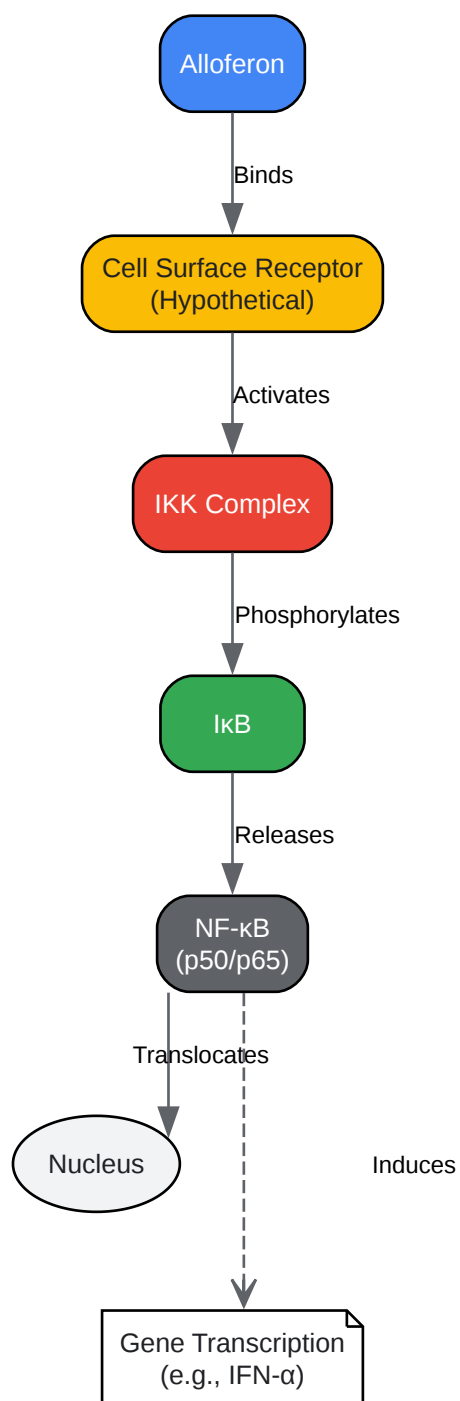 Alloferon
Binds
Cell Surface Receptor
(Hypothetical)
Activates
IKK Complex
Phosphorylates
IκB
Releases
NF-κB
(p50/p65)
Translocates
Nucleus
Induces
Gene Transcription
(e.g., IFN-α)